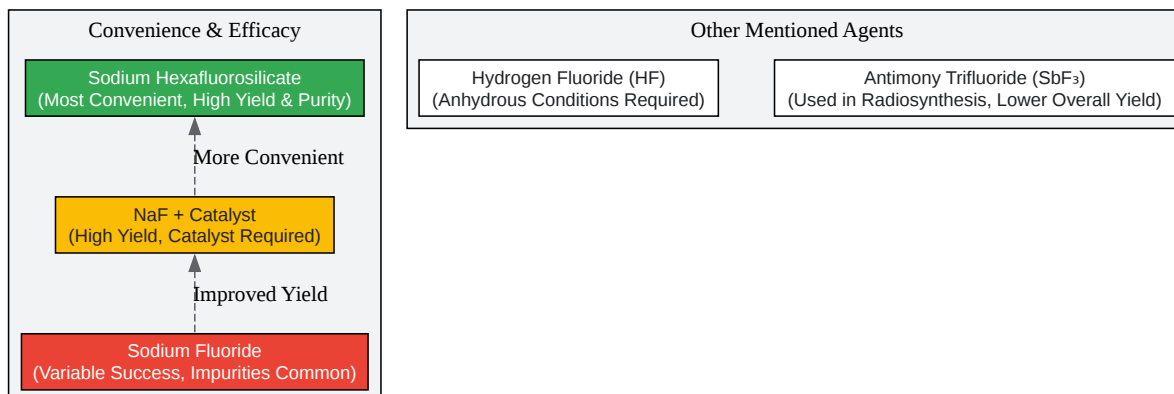 Convenience & Efficacy
Sodium Hexafluorosilicate
(Most Convenient, High Yield & Purity)
More Convenient
NaF + Catalyst
(High Yield, Catalyst Required)
Improved Yield
Sodium Fluoride
(Variable Success, Impurities Common)
Other Mentioned Agents
Hydrogen Fluoride (HF)
(Anhydrous Conditions Required)
Antimony Trifluoride (SbF₃)
(Used in Radiosynthesis, Lower Overall Yield)